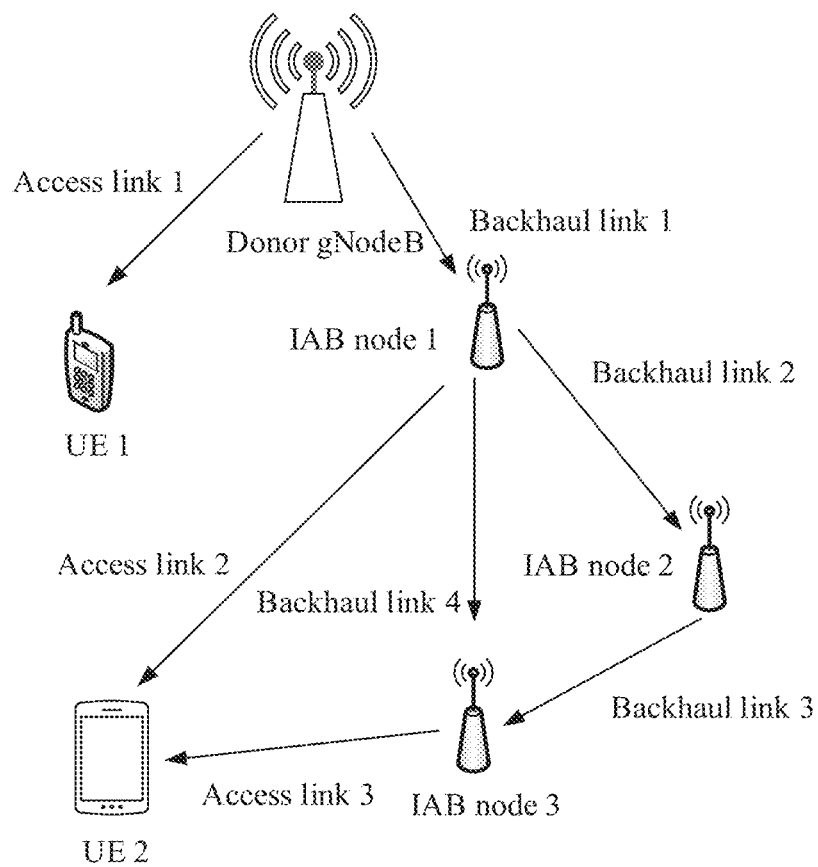 Access link 1
Donor gNodeB
Backhaul link 1
IAB node 1
Backhaul link 2
UE 1
Access link 2
IAB node 2
Backhaul link 4
Backhaul link 3
Access link 3
IAB node 3
UE 2